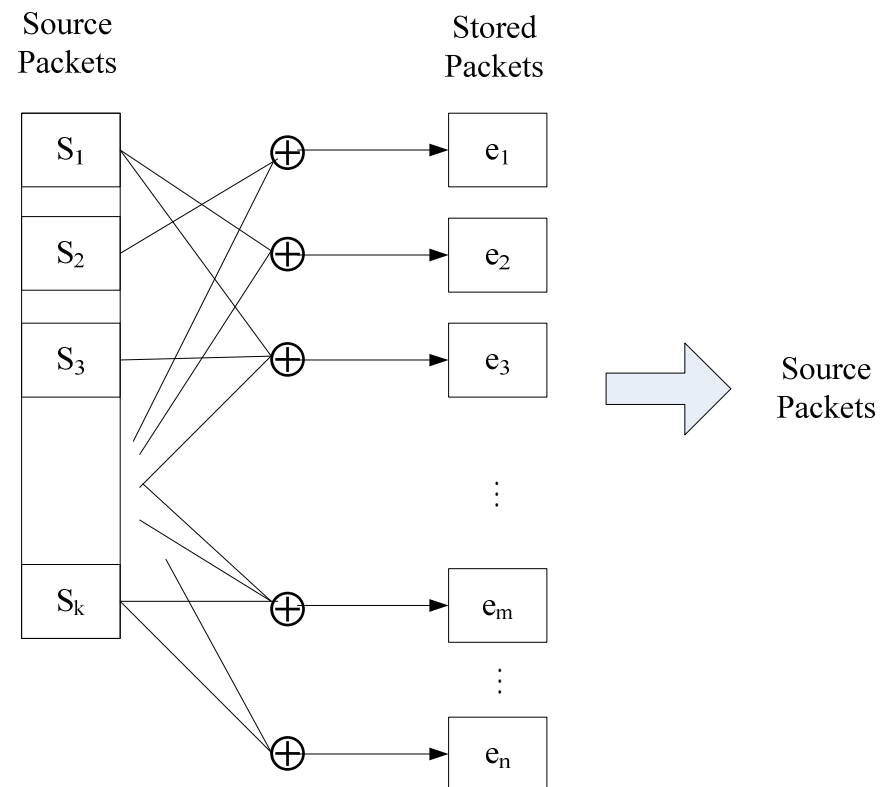 Source
Packets
Stored
Packets
S₁
e₁
S₂
e₂
S₃
e₃
Source
Packets
⋮
Sₖ
eₘ
⋮
eₙ